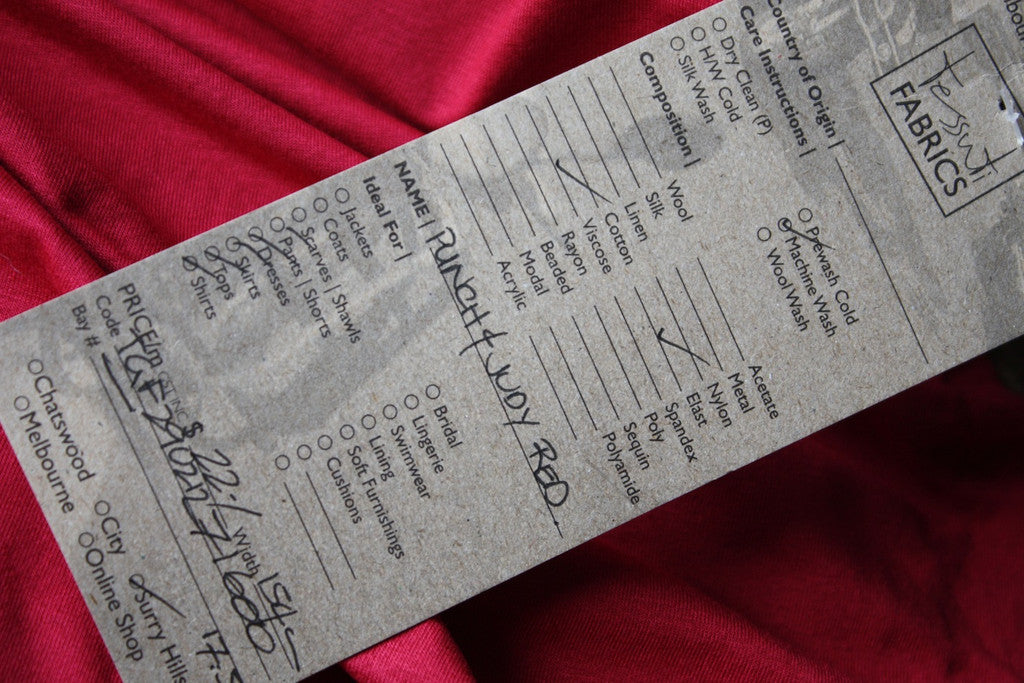 Tessuti
FABRICS
Country of Origin |
Care Instructions |
Dry Clean (P)
H/W Cold
Silk Wash
Prewash Cold
Machine Wash
Wool Wash
Composition |
Wool
Silk
Linen
Cotton
Viscose
Rayon
Beaded
Modal
Acrylic
Acetate
Metal
Nylon
Elast
Spandex
Poly
Sequin
Polyamide
NAME | PUNCH & JUDY RED.
Ideal For |
Jackets
Coats
Scarves | Shawls
Pants | Shorts
Dresses
Skirts
Tops
Shirts
Bridal
Lingerie
Swimwear
Lining
Soft Furnishings
Cushions
PRICE/m GST INC $ 22.-/ Width
Code
Bay #
Chatswood
Melbourne
City
Online Shop
Surry Hills